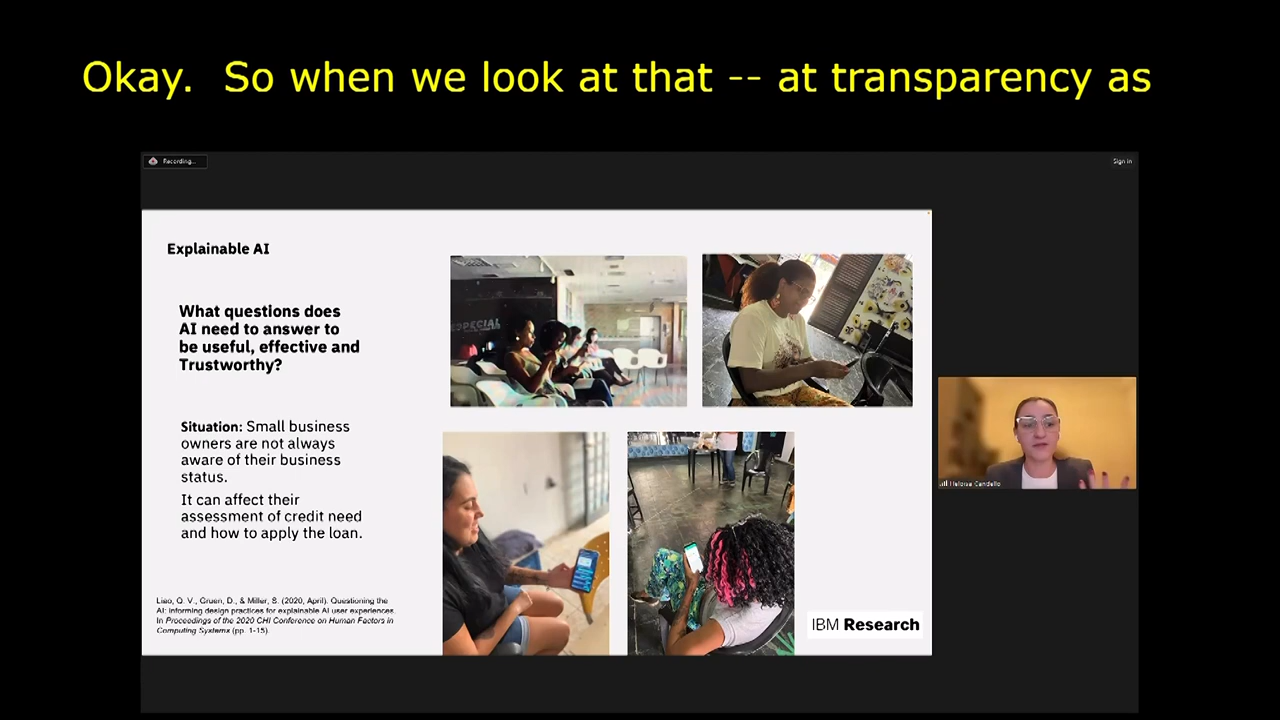 Okay.  So when we look at that -- at transparency as
Recording...
Sign in
Explainable AI
What questions does
AI need to answer to
be useful, effective and
Trustworthy?
Situation: Small business
owners are not always
aware of their business
status.
It can affect their
assessment of credit need
and how to apply the loan.
Liao, Q. V., Gruen, D., & Miller, S. (2020, April). Questioning the
AI: informing design practices for explainable AI user experiences.
In Proceedings of the 2020 CHI Conference on Human Factors in
Computing Systems (pp. 1-15).
IBM Research
Heloisa Candello